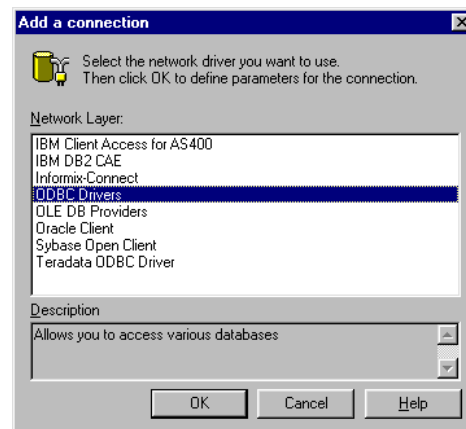 Add a connection
Select the network driver you want to use.
Then click OK to define parameters for the connection.
Network Layer:
IBM Client Access for AS400
IBM DB2 CAE
Informix-Connect
ODBC Drivers
OLE DB Providers
Oracle Client
Sybase Open Client
Teradata ODBC Driver
Description
Allows you to access various databases
OK
Cancel
Help